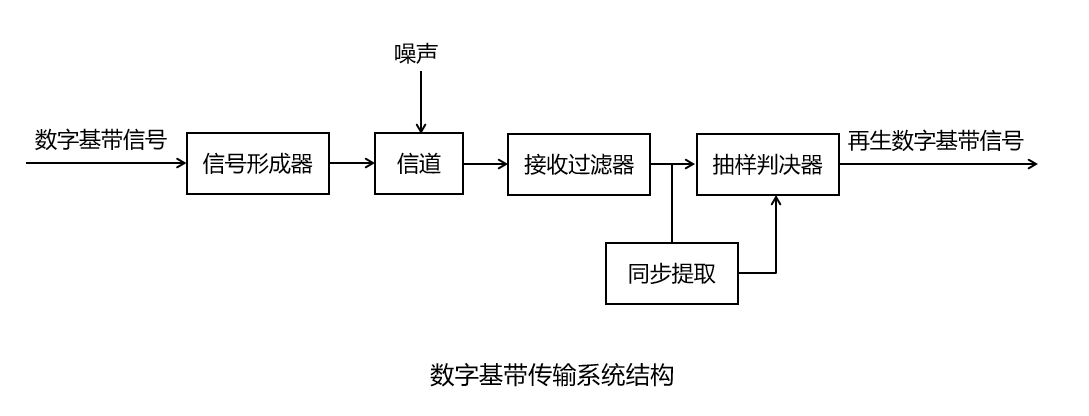 噪声
数字基带信号
再生数字基带信号
信号形成器
信道
接收过滤器
抽样判决器
同步提取
数字基带传输系统结构